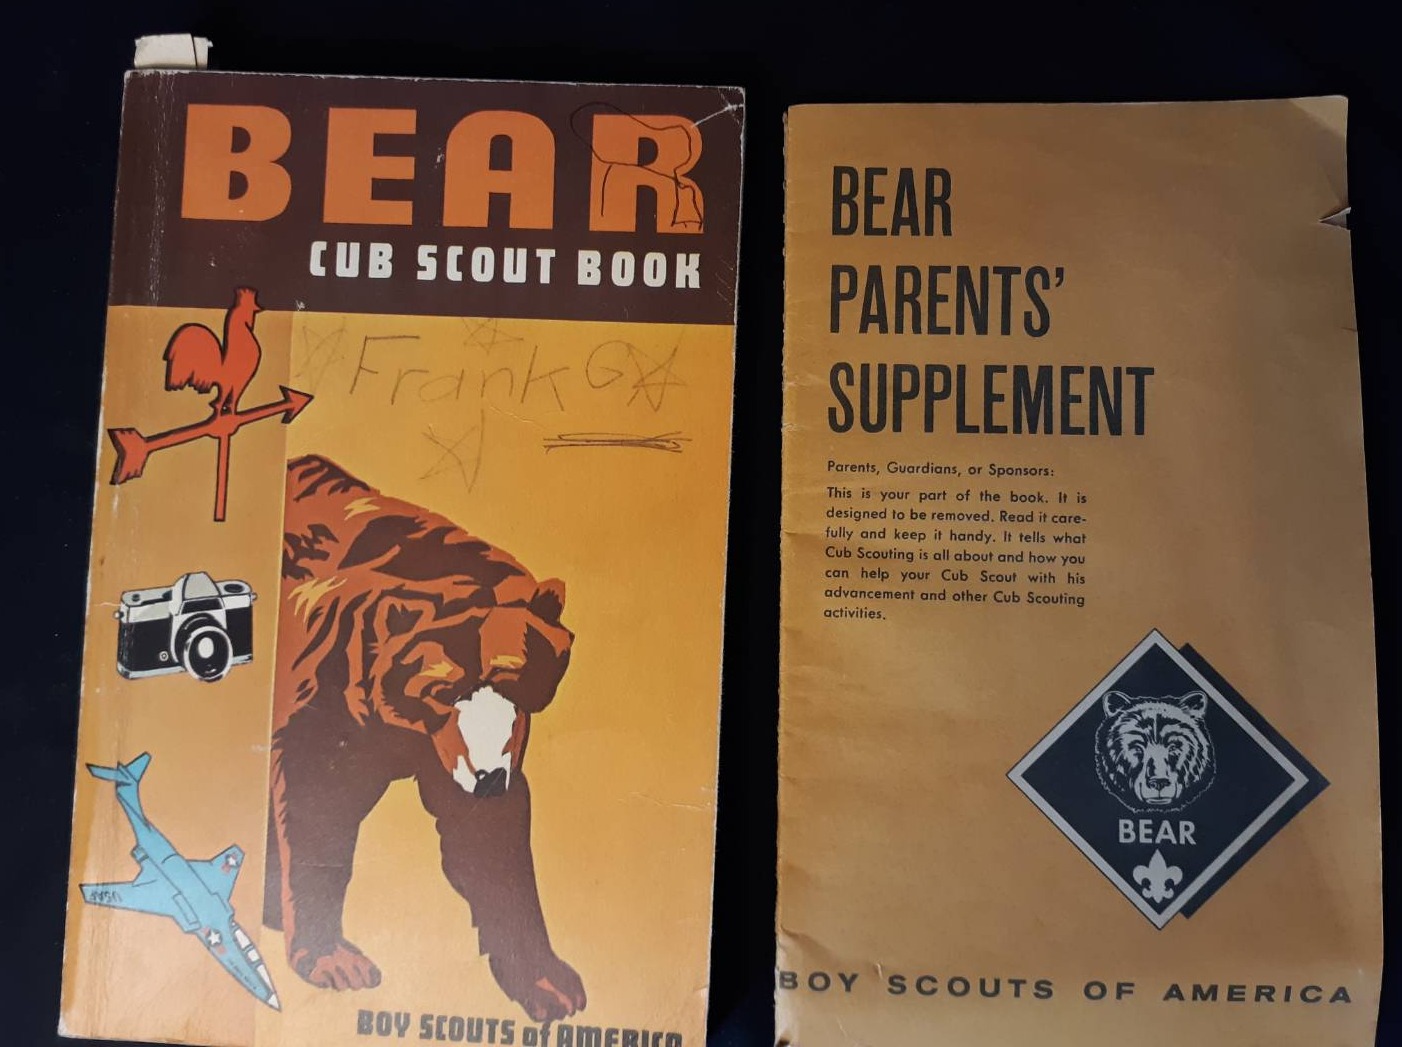 BEAR
CUB SCOUT BOOK
Frank G
USAF
BOY SCOUTS of AMERICA
BEAR
PARENTS'
SUPPLEMENT
Parents, Guardians, or Sponsors:
This is your part of the book. It is
designed to be removed. Read it care-
fully and keep it handy. It tells what
Cub Scouting is all about and how you
can help your Cub Scout with his
advancement and other Cub Scouting
activities.
BEAR
BOY SCOUTS OF AMERICA